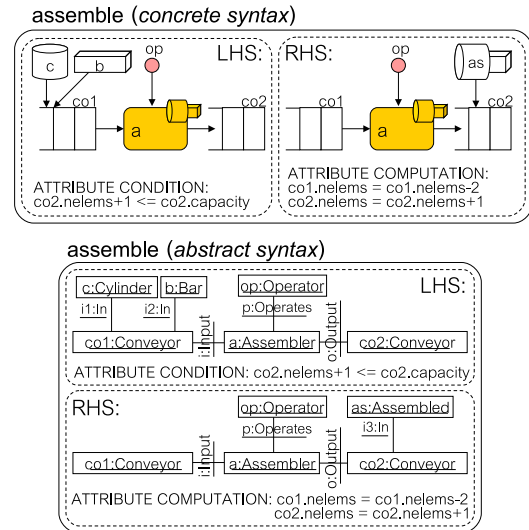 assemble (concrete syntax)
LHS:
c
b
op
co1
a
co2
ATTRIBUTE CONDITION:
co2.nelems+1 <= co2.capacity
RHS:
op
as
co1
a
co2
ATTRIBUTE COMPUTATION:
co1.nelems = co1.nelems-2
co2.nelems = co2.nelems+1
assemble (abstract syntax)
LHS:
c:Cylinder
b:Bar
op:Operator
i1:In
i2:In
p:Operates
co1:Conveyor
i:Input
a:Assembler
o:Output
co2:Conveyor
ATTRIBUTE CONDITION: co2.nelems+1 <= co2.capacity
RHS:
op:Operator
as:Assembled
p:Operates
i3:In
co1:Conveyor
i:Input
a:Assembler
o:Output
co2:Conveyor
ATTRIBUTE COMPUTATION: co1.nelems = co1.nelems-2
co2.nelems = co2.nelems+1